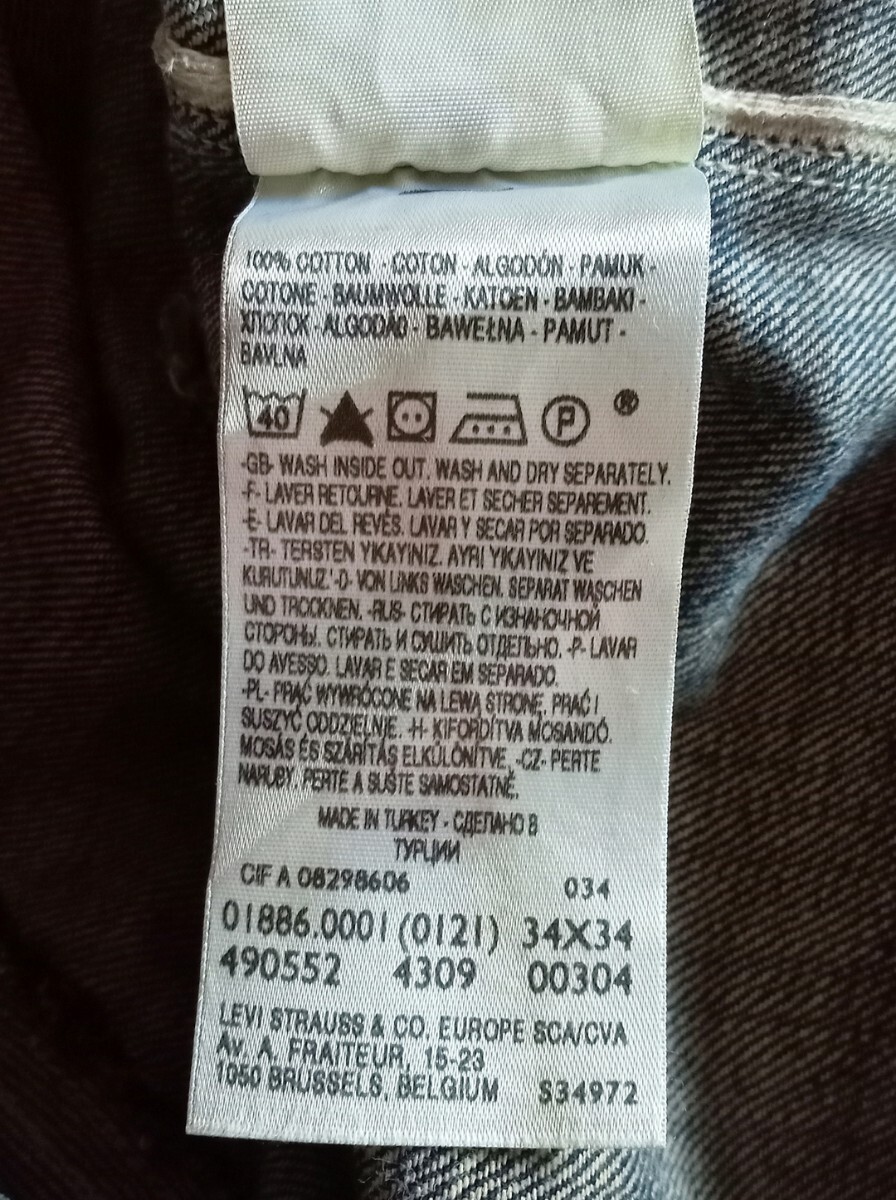 100% COTTON - COTON - ALGODÓN - PAMUK -
COTONE - BAUMWOLLE - KATOEN - BAMBAKI -
ХЛОПОК - ALGODÃO - BAWEŁNA - PAMUT -
BAVLNA
40 P ®
-GB- WASH INSIDE OUT. WASH AND DRY SEPARATELY.
-F- LAVER RETOURNE. LAVER ET SECHER SEPAREMENT.
-E- LAVAR DEL REVÉS. LAVAR Y SECAR POR SEPARADO.
-TR- TERSTEN YIKAYINIZ. AYRI YIKAYINIZ VE
KURUTUNUZ.'-D- VON LINKS WASCHEN. SEPARAT WASCHEN
UND TROCKNEN. -RUS- СТИРАТЬ С ИЗНАНОЧНОЙ
СТОРОНЫ. СТИРАТЬ И СУШИТЬ ОТДЕЛЬНО. -P- LAVAR
DO AVESSO. LAVAR E SECAR EM SEPARADO.
-PL- PRAĆ WYWRÓCONE NA LEWĄ STRONĘ, PRAĆ I
SUSZYĆ ODDZIELNIE. -H- KIFORDÍTVA MOSANDÓ.
MOSÁS ÉS SZÁRÍTÁS ELKÜLÖNÍTVE. -CZ- PERTE
NARUBY. PERTE A SUŠTE SAMOSTATNĚ.
MADE IN TURKEY - СДЕЛАНО В
ТУРЦИИ
CIF A 08298606 034
01886.0001 (0121) 34X34
490552 4309 00304
LEVI STRAUSS & CO. EUROPE SCA/CVA
Av. A. FRAITEUR, 15-23
1050 BRUSSELS, BELGIUM S34972